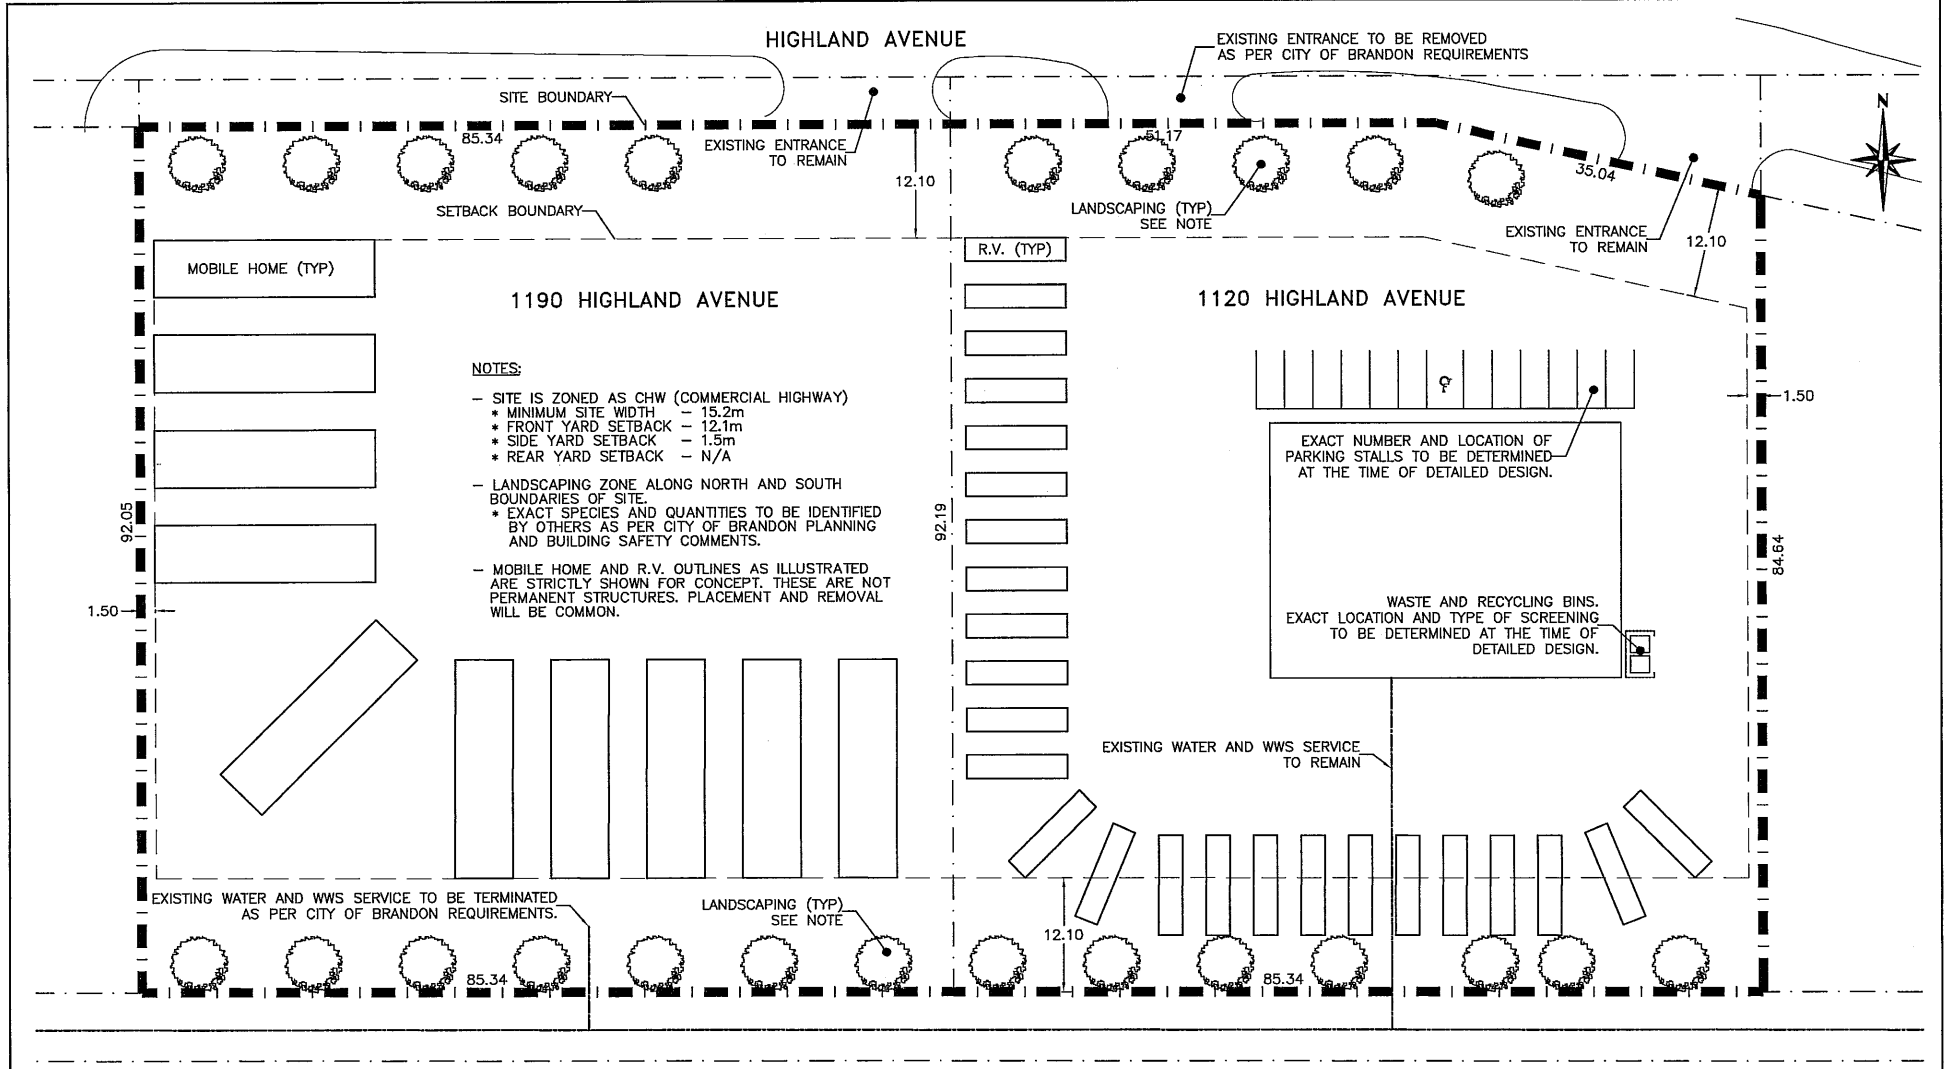 HIGHLAND AVENUE
EXISTING ENTRANCE TO BE REMOVED
AS PER CITY OF BRANDON REQUIREMENTS
SITE BOUNDARY
N
85.34
EXISTING ENTRANCE
TO REMAIN
51.17
35.04
12.10
LANDSCAPING (TYP)
SEE NOTE
SETBACK BOUNDARY
EXISTING ENTRANCE
TO REMAIN
12.10
MOBILE HOME (TYP)
R.V. (TYP)
1190 HIGHLAND AVENUE
1120 HIGHLAND AVENUE
NOTES:
– SITE IS ZONED AS CHW (COMMERCIAL HIGHWAY)
* MINIMUM SITE WIDTH – 15.2m
* FRONT YARD SETBACK – 12.1m
* SIDE YARD SETBACK – 1.5m
* REAR YARD SETBACK – N/A
– LANDSCAPING ZONE ALONG NORTH AND SOUTH
BOUNDARIES OF SITE.
* EXACT SPECIES AND QUANTITIES TO BE IDENTIFIED
BY OTHERS AS PER CITY OF BRANDON PLANNING
AND BUILDING SAFETY COMMENTS.
– MOBILE HOME AND R.V. OUTLINES AS ILLUSTRATED
ARE STRICTLY SHOWN FOR CONCEPT. THESE ARE NOT
PERMANENT STRUCTURES. PLACEMENT AND REMOVAL
WILL BE COMMON.
1.50
EXACT NUMBER AND LOCATION OF
PARKING STALLS TO BE DETERMINED
AT THE TIME OF DETAILED DESIGN.
92.05
92.19
84.64
1.50
WASTE AND RECYCLING BINS.
EXACT LOCATION AND TYPE OF SCREENING
TO BE DETERMINED AT THE TIME OF
DETAILED DESIGN.
EXISTING WATER AND WWS SERVICE
TO REMAIN
EXISTING WATER AND WWS SERVICE TO BE TERMINATED
AS PER CITY OF BRANDON REQUIREMENTS.
LANDSCAPING (TYP)
SEE NOTE
12.10
85.34
85.34